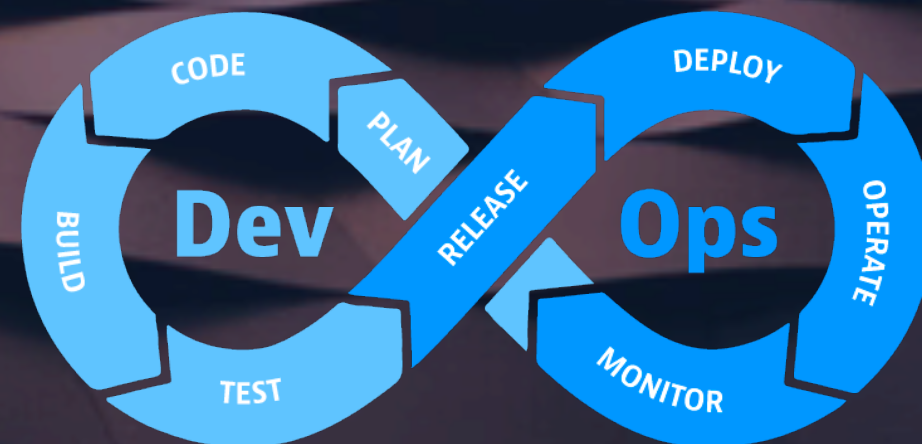 PLAN
CODE
BUILD
TEST
RELEASE
DEPLOY
OPERATE
MONITOR
Dev
Ops